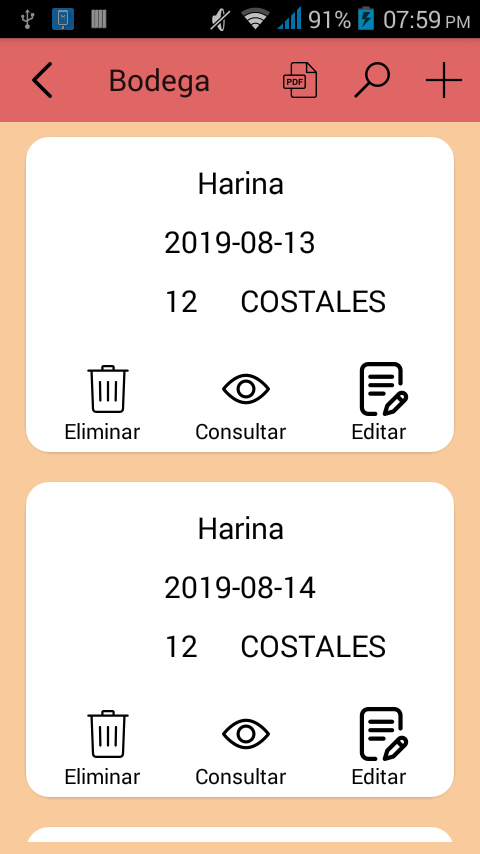 91% 07:59 PM
Bodega PDF
Harina
2019-08-13
12 COSTALES
Eliminar Consultar Editar
Harina
2019-08-14
12 COSTALES
Eliminar Consultar Editar